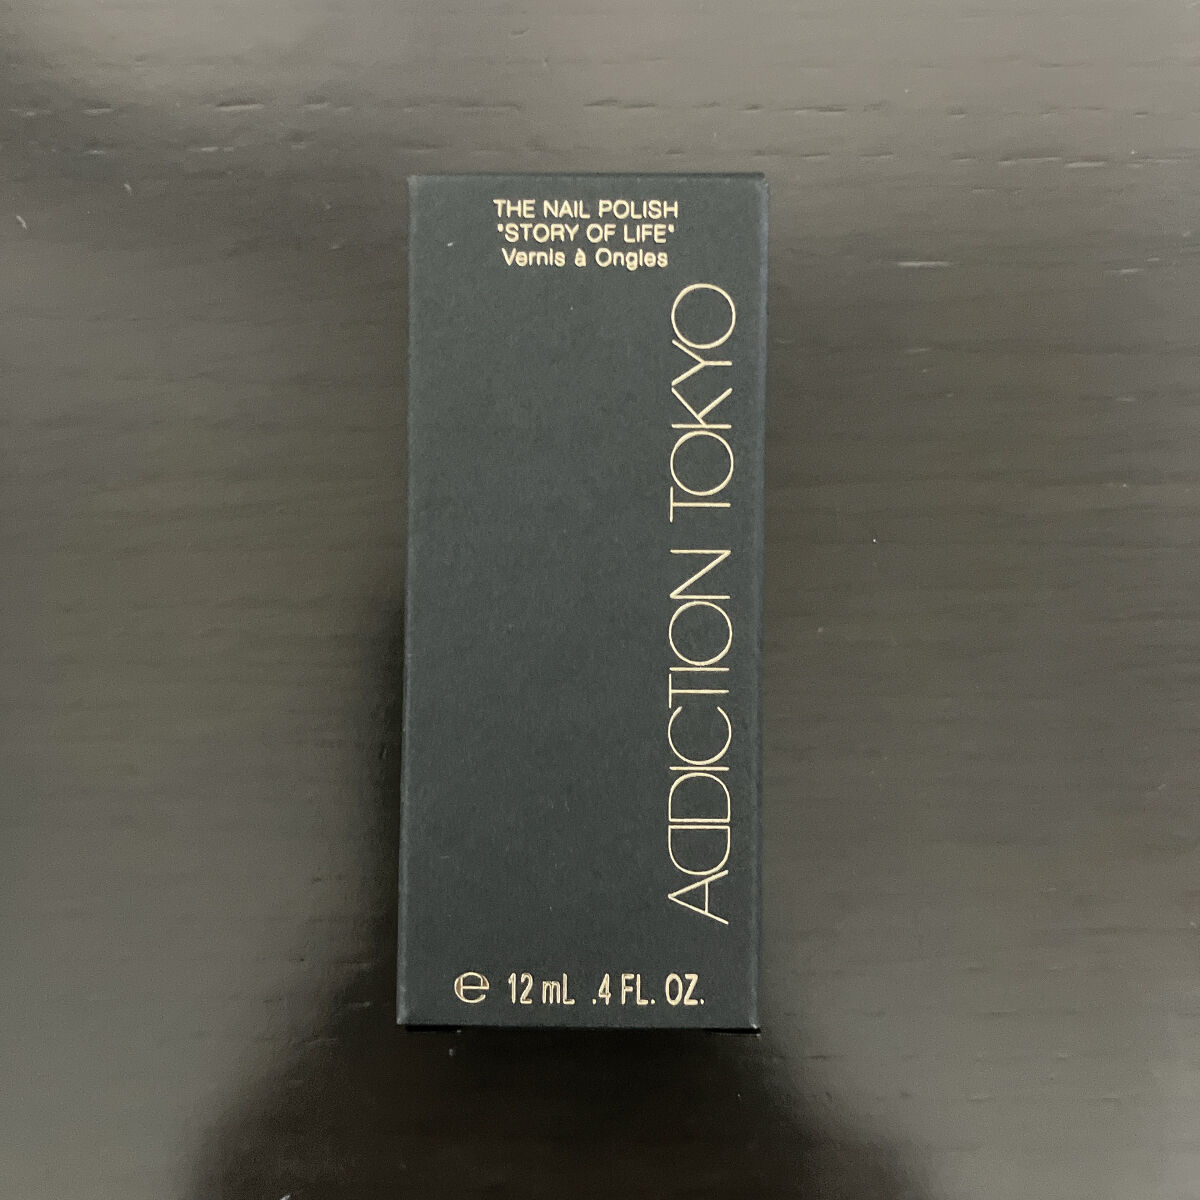 THE NAIL POLISH
"STORY OF LIFE"
Vernis à Ongles
ADDICTION TOKYO
℮ 12 mL .4 FL. OZ.